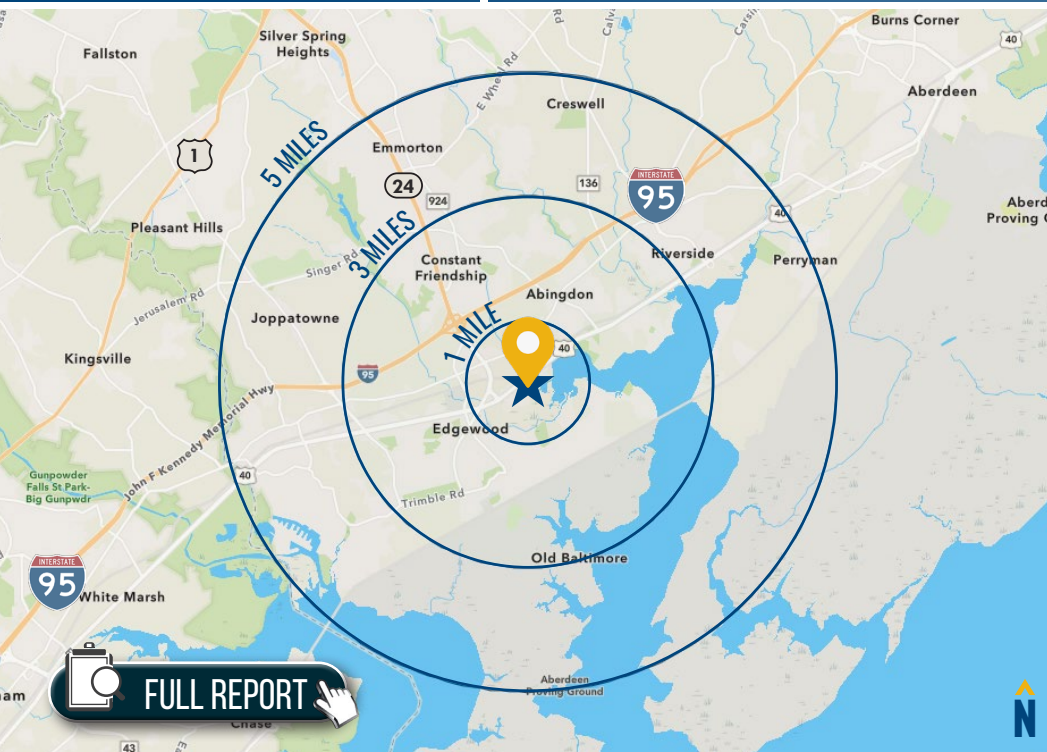 Burns Corner
Silver Spring
Heights
Fallston
40
Aberdeen
E Wheel Rd
Creswell
5 MILES
1
Emmorton
24
924
136
INTERSTATE
95
40
Pleasant Hills
3 MILES
Singer Rd
Constant
Friendship
Riverside
Perryman
Proving
Jerusalem Rd
Joppatowne
Abingdon
1 MILE
40
Kingsville
95
John F Kennedy Memorial Hwy
Edgewood
Gunpowder
Falls St Park-
Big Gunpwdr
40
Trimble Rd
Old Baltimore
INTERSTATE
95
White Marsh
Aberdeen
Proving Ground
FULL REPORT
Chase
43
N